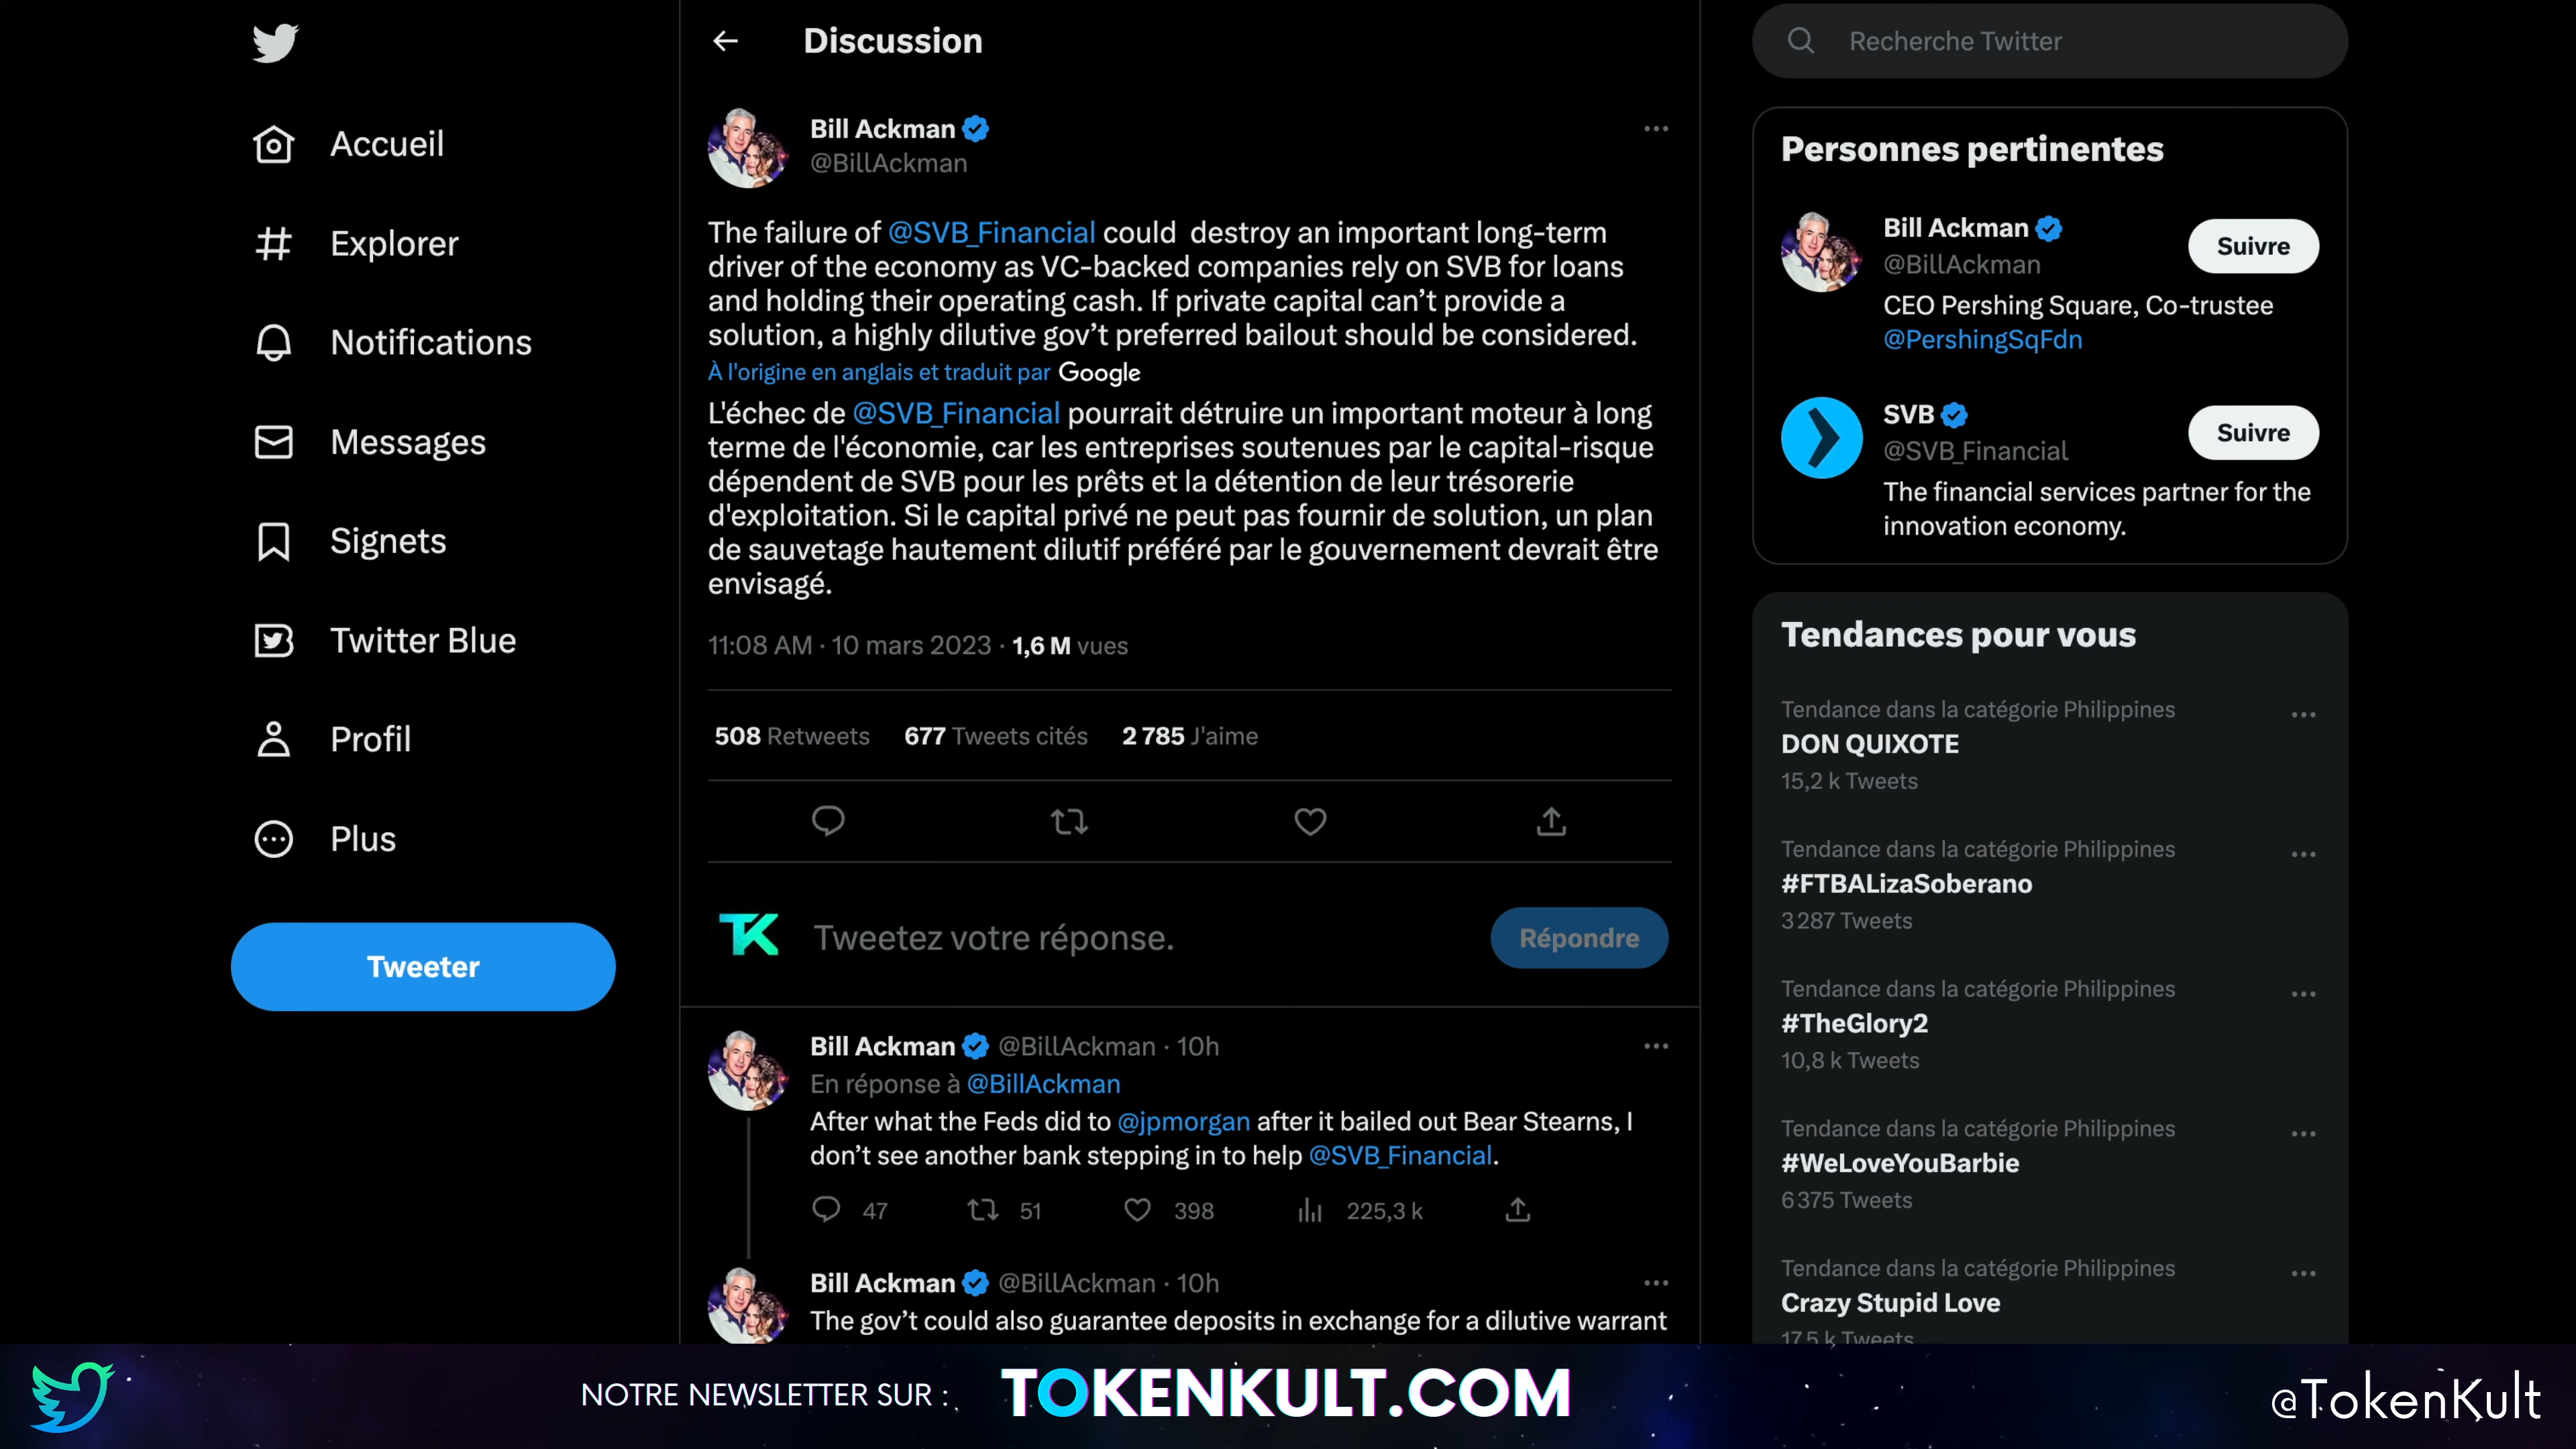 Accueil
Explorer
Notifications
Messages
Signets
Twitter Blue
Profil
Plus
Tweeter
Discussion
Bill Ackman
@BillAckman
The failure of @SVB_Financial could destroy an important long-term
driver of the economy as VC-backed companies rely on SVB for loans
and holding their operating cash. If private capital can’t provide a
solution, a highly dilutive gov’t preferred bailout should be considered.
À l'origine en anglais et traduit par Google
L'échec de @SVB_Financial pourrait détruire un important moteur à long
terme de l'économie, car les entreprises soutenues par le capital-risque
dépendent de SVB pour les prêts et la détention de leur trésorerie
d'exploitation. Si le capital privé ne peut pas fournir de solution, un plan
de sauvetage hautement dilutif préféré par le gouvernement devrait être
envisagé.
11:08 AM · 10 mars 2023 · 1,6 M vues
508 Retweets 677 Tweets cités 2 785 J'aime
TK
Tweetez votre réponse.
Répondre
Bill Ackman @BillAckman · 10h
En réponse à @BillAckman
After what the Feds did to @jpmorgan after it bailed out Bear Stearns, I
don’t see another bank stepping in to help @SVB_Financial.
47 51 398 225,3 k
Bill Ackman @BillAckman · 10h
The gov’t could also guarantee deposits in exchange for a dilutive warrant
Recherche Twitter
Personnes pertinentes
Bill Ackman
@BillAckman
Suivre
CEO Pershing Square, Co-trustee
@PershingSqFdn
SVB
@SVB_Financial
Suivre
The financial services partner for the
innovation economy.
Tendances pour vous
Tendance dans la catégorie Philippines
DON QUIXOTE
15,2 k Tweets
Tendance dans la catégorie Philippines
#FTBALizaSoberano
3 287 Tweets
Tendance dans la catégorie Philippines
#TheGlory2
10,8 k Tweets
Tendance dans la catégorie Philippines
#WeLoveYouBarbie
6 375 Tweets
Tendance dans la catégorie Philippines
Crazy Stupid Love
17,5 k Tweets
NOTRE NEWSLETTER SUR : TOKENKULT.COM
@TokenKult